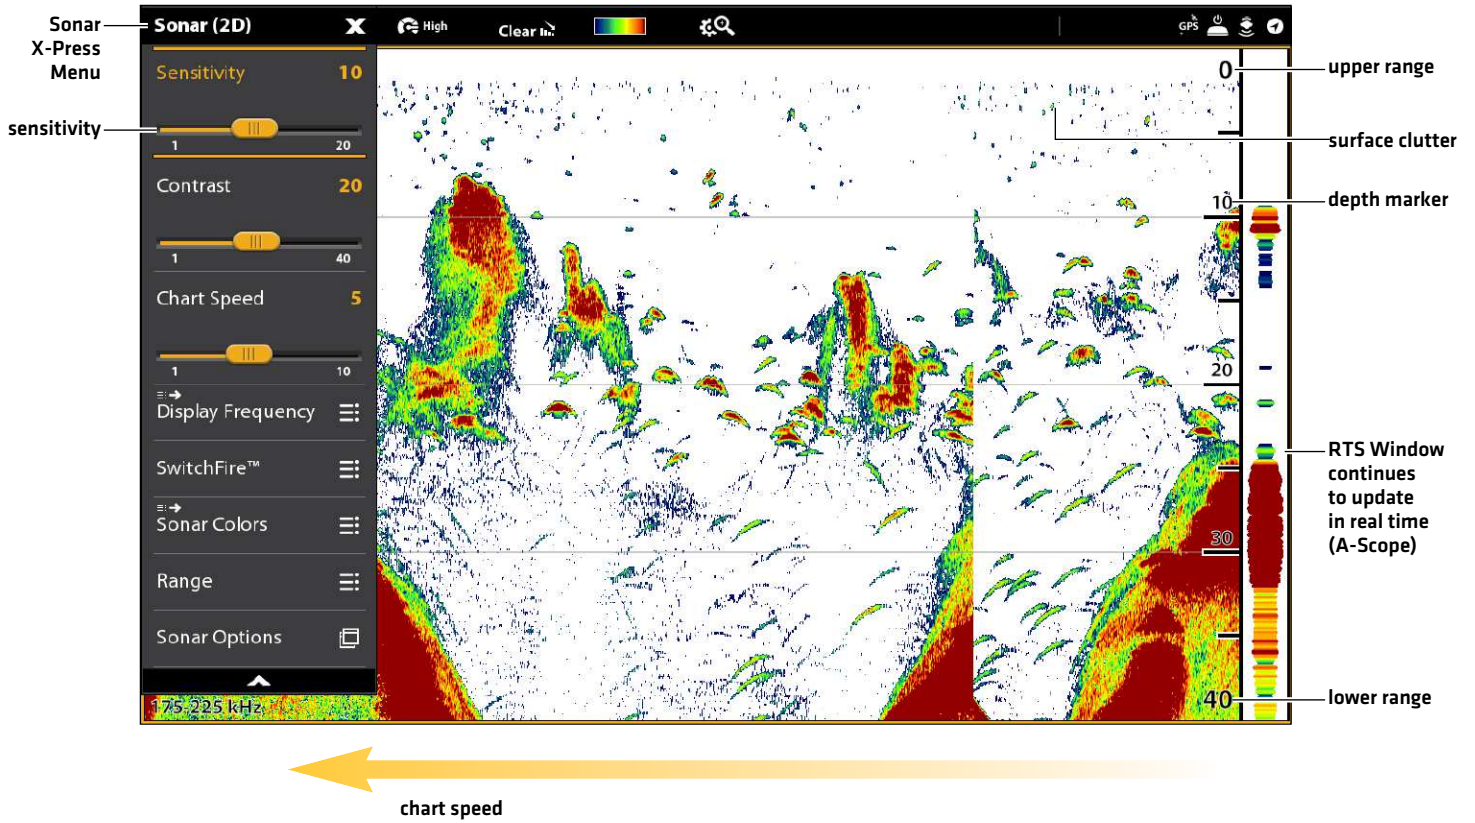 Sonar
X-Press
Menu
Sonar (2D)
X
High
Clear
GPS
Sensitivity 10
sensitivity
1 20
Contrast 20
1 40
Chart Speed 5
1 10
Display Frequency
SwitchFire™
Sonar Colors
Range
Sonar Options
175-225 kHz
0
10
20
30
40
upper range
surface clutter
depth marker
RTS Window
continues
to update
in real time
(A-Scope)
lower range
chart speed